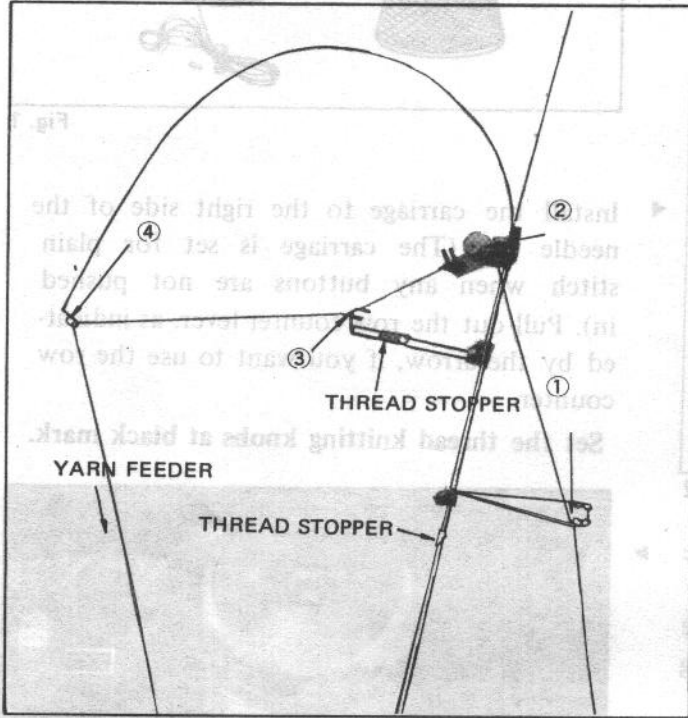 Fig.
Install the carriage to the right side of the
②
needle (The carriage is set for plain
④
stitch when any buttons are not pushed
in). Pull out the row counter lever, as indicat-
③
ed by the arrow, if you want to use the row
①
THREAD STOPPER
counter
Set the thread knitting knobs at black mark.
YARN FEEDER
THREAD STOPPER